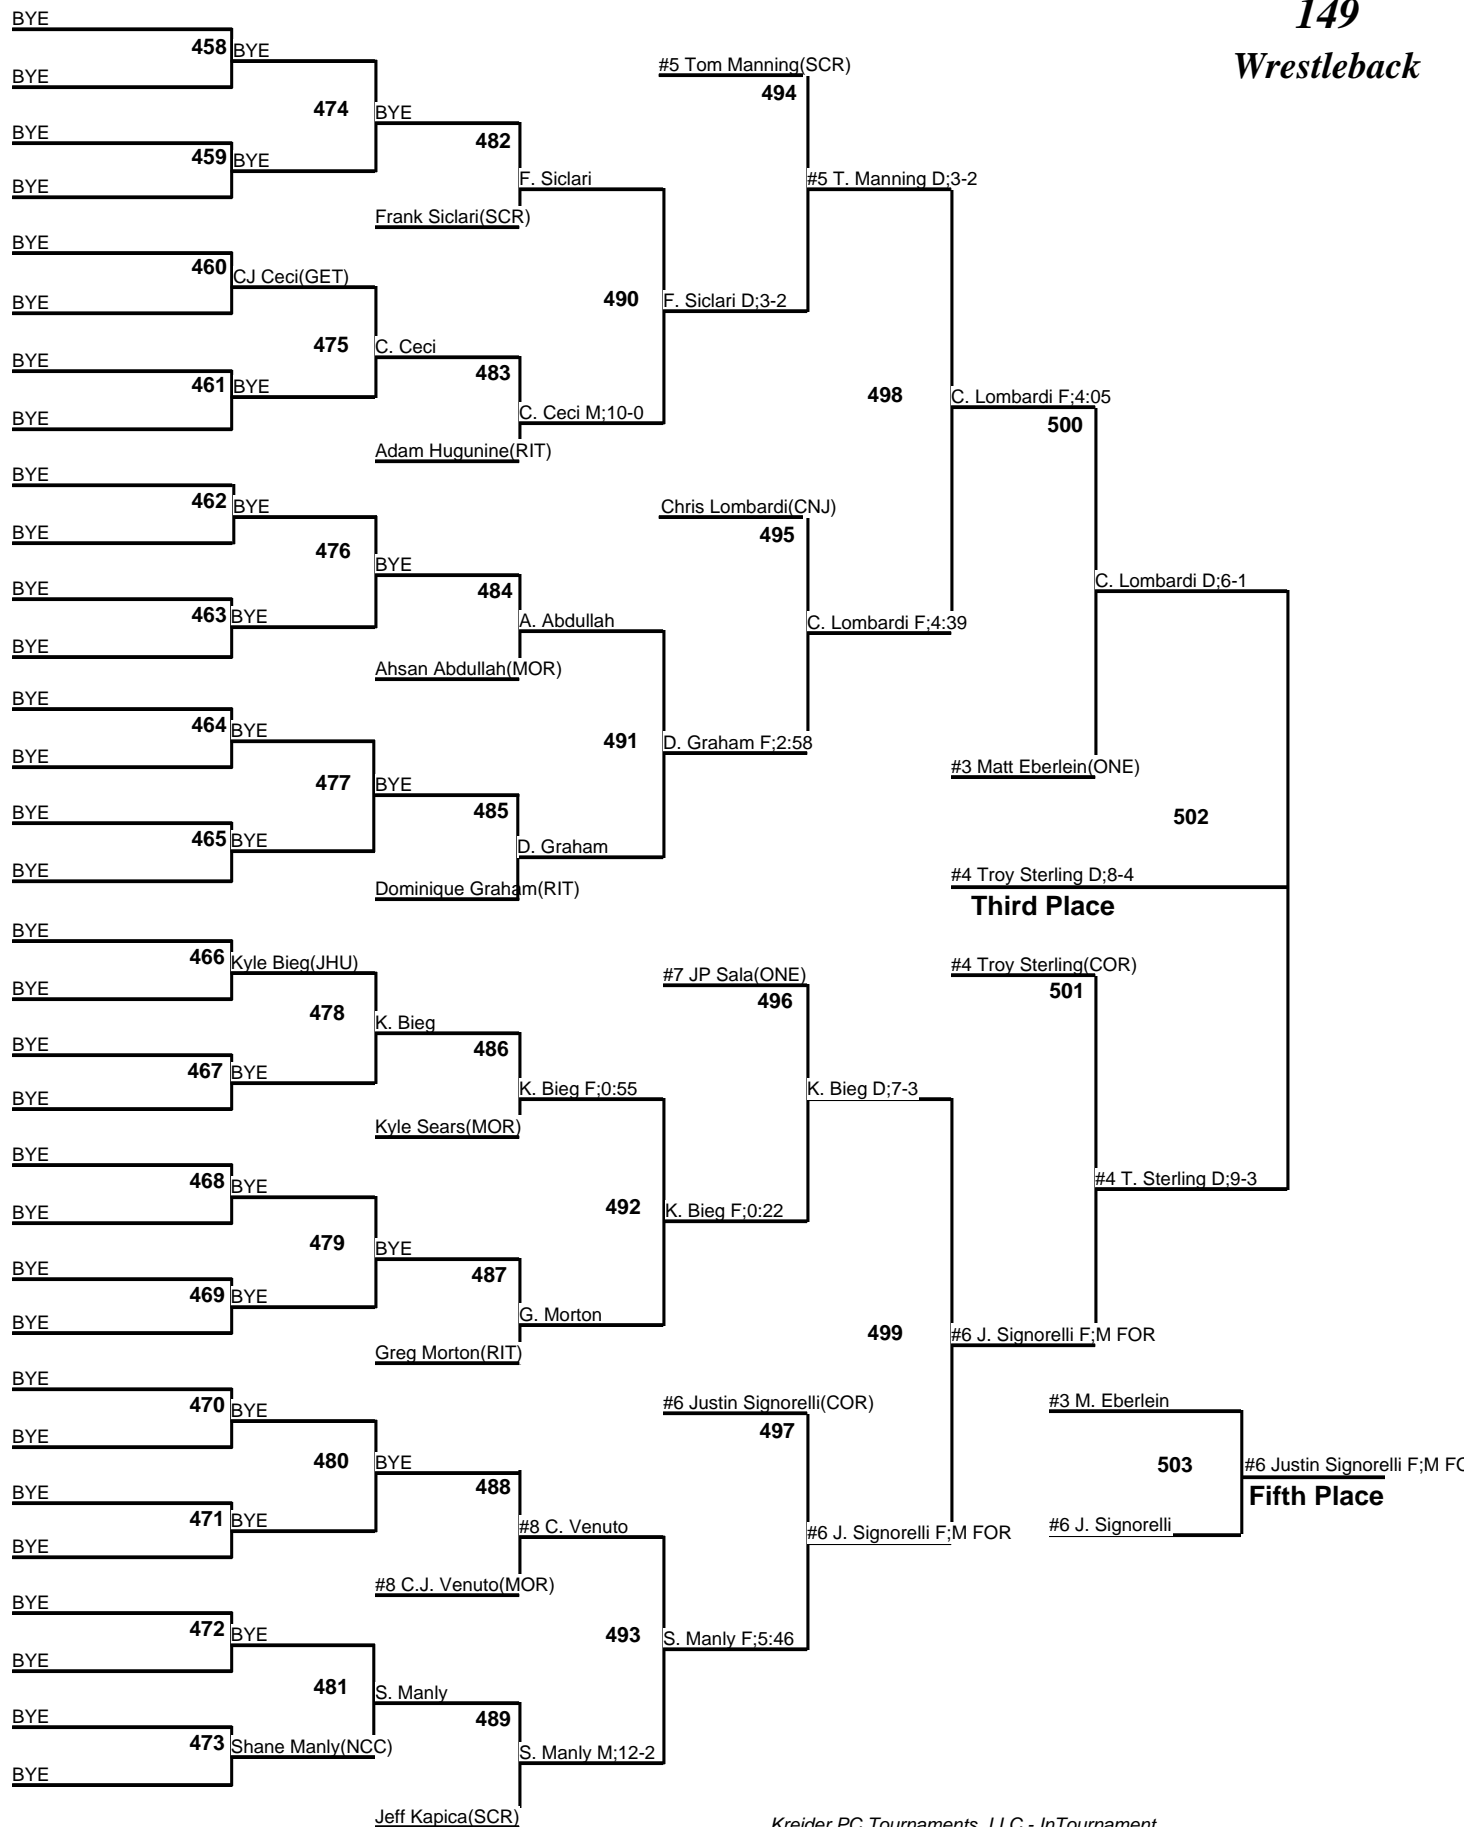 149
Wrestleback
BYE
458 BYE
BYE
#5 Tom Manning(SCR)
494
474
BYE
BYE
482
459 BYE
BYE
F. Siclari
#5 T. Manning D;3-2
Frank Siclari(SCR)
BYE
460 CJ Ceci(GET)
BYE
490
F. Siclari D;3-2
475
C. Ceci
BYE
483
461 BYE
BYE
498
C. Lombardi F;4:05
C. Ceci M;10-0
500
Adam Hugunine(RIT)
BYE
462 BYE
BYE
Chris Lombardi(CNJ)
495
476
BYE
BYE
484
463 BYE
BYE
C. Lombardi D;6-1
A. Abdullah
C. Lombardi F;4:39
Ahsan Abdullah(MOR)
BYE
464 BYE
BYE
491
D. Graham F;2:58
#3 Matt Eberlein(ONE)
477
BYE
BYE
485
502
465 BYE
BYE
D. Graham
Dominique Graham(RIT)
#4 Troy Sterling D;8-4
Third Place
BYE
466 Kyle Bieg(JHU)
BYE
#7 JP Sala(ONE)
496
#4 Troy Sterling(COR)
501
478
K. Bieg
BYE
486
467 BYE
BYE
K. Bieg F;0:55
K. Bieg D;7-3
Kyle Sears(MOR)
BYE
468 BYE
BYE
492
K. Bieg F;0:22
#4 T. Sterling D;9-3
479
BYE
BYE
487
469 BYE
BYE
G. Morton
499
#6 J. Signorelli F;M FOR
Greg Morton(RIT)
BYE
470 BYE
BYE
#6 Justin Signorelli(COR)
497
#3 M. Eberlein
480
BYE
BYE
488
503
#6 Justin Signorelli F;M FO
Fifth Place
471 BYE
BYE
#8 C. Venuto
#6 J. Signorelli F;M FOR
#6 J. Signorelli
#8 C.J. Venuto(MOR)
BYE
472 BYE
BYE
493
S. Manly F;5:46
481
S. Manly
BYE
489
473 Shane Manly(NCC)
BYE
S. Manly M;12-2
Jeff Kapica(SCR)
Kreider PC Tournaments, LLC - InTournament